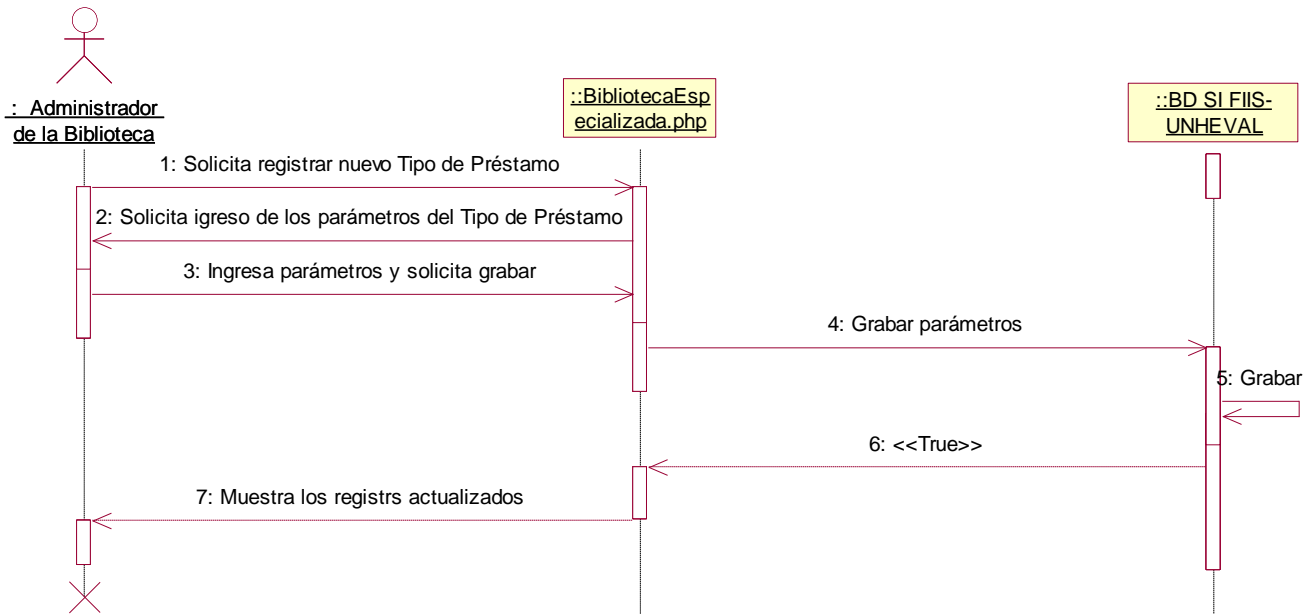 : Administrador
de la Biblioteca
::BibliotecaEsp
ecializada.php
::BD SI FIIS-
UNHEVAL
1: Solicita registrar nuevo Tipo de Préstamo
2: Solicita igreso de los parámetros del Tipo de Préstamo
3: Ingresa parámetros y solicita grabar
4: Grabar parámetros
5: Grabar
6: <<True>>
7: Muestra los registrs actualizados